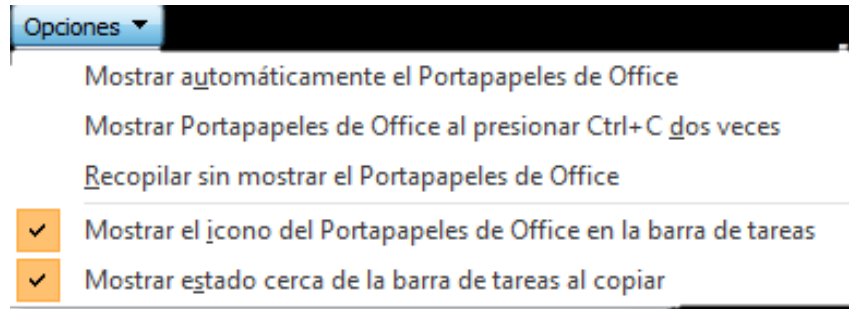 Opciones
Mostrar automáticamente el Portapapeles de Office
Mostrar Portapapeles de Office al presionar Ctrl+C dos veces
Recopilar sin mostrar el Portapapeles de Office
Mostrar el icono del Portapapeles de Office en la barra de tareas
Mostrar estado cerca de la barra de tareas al copiar